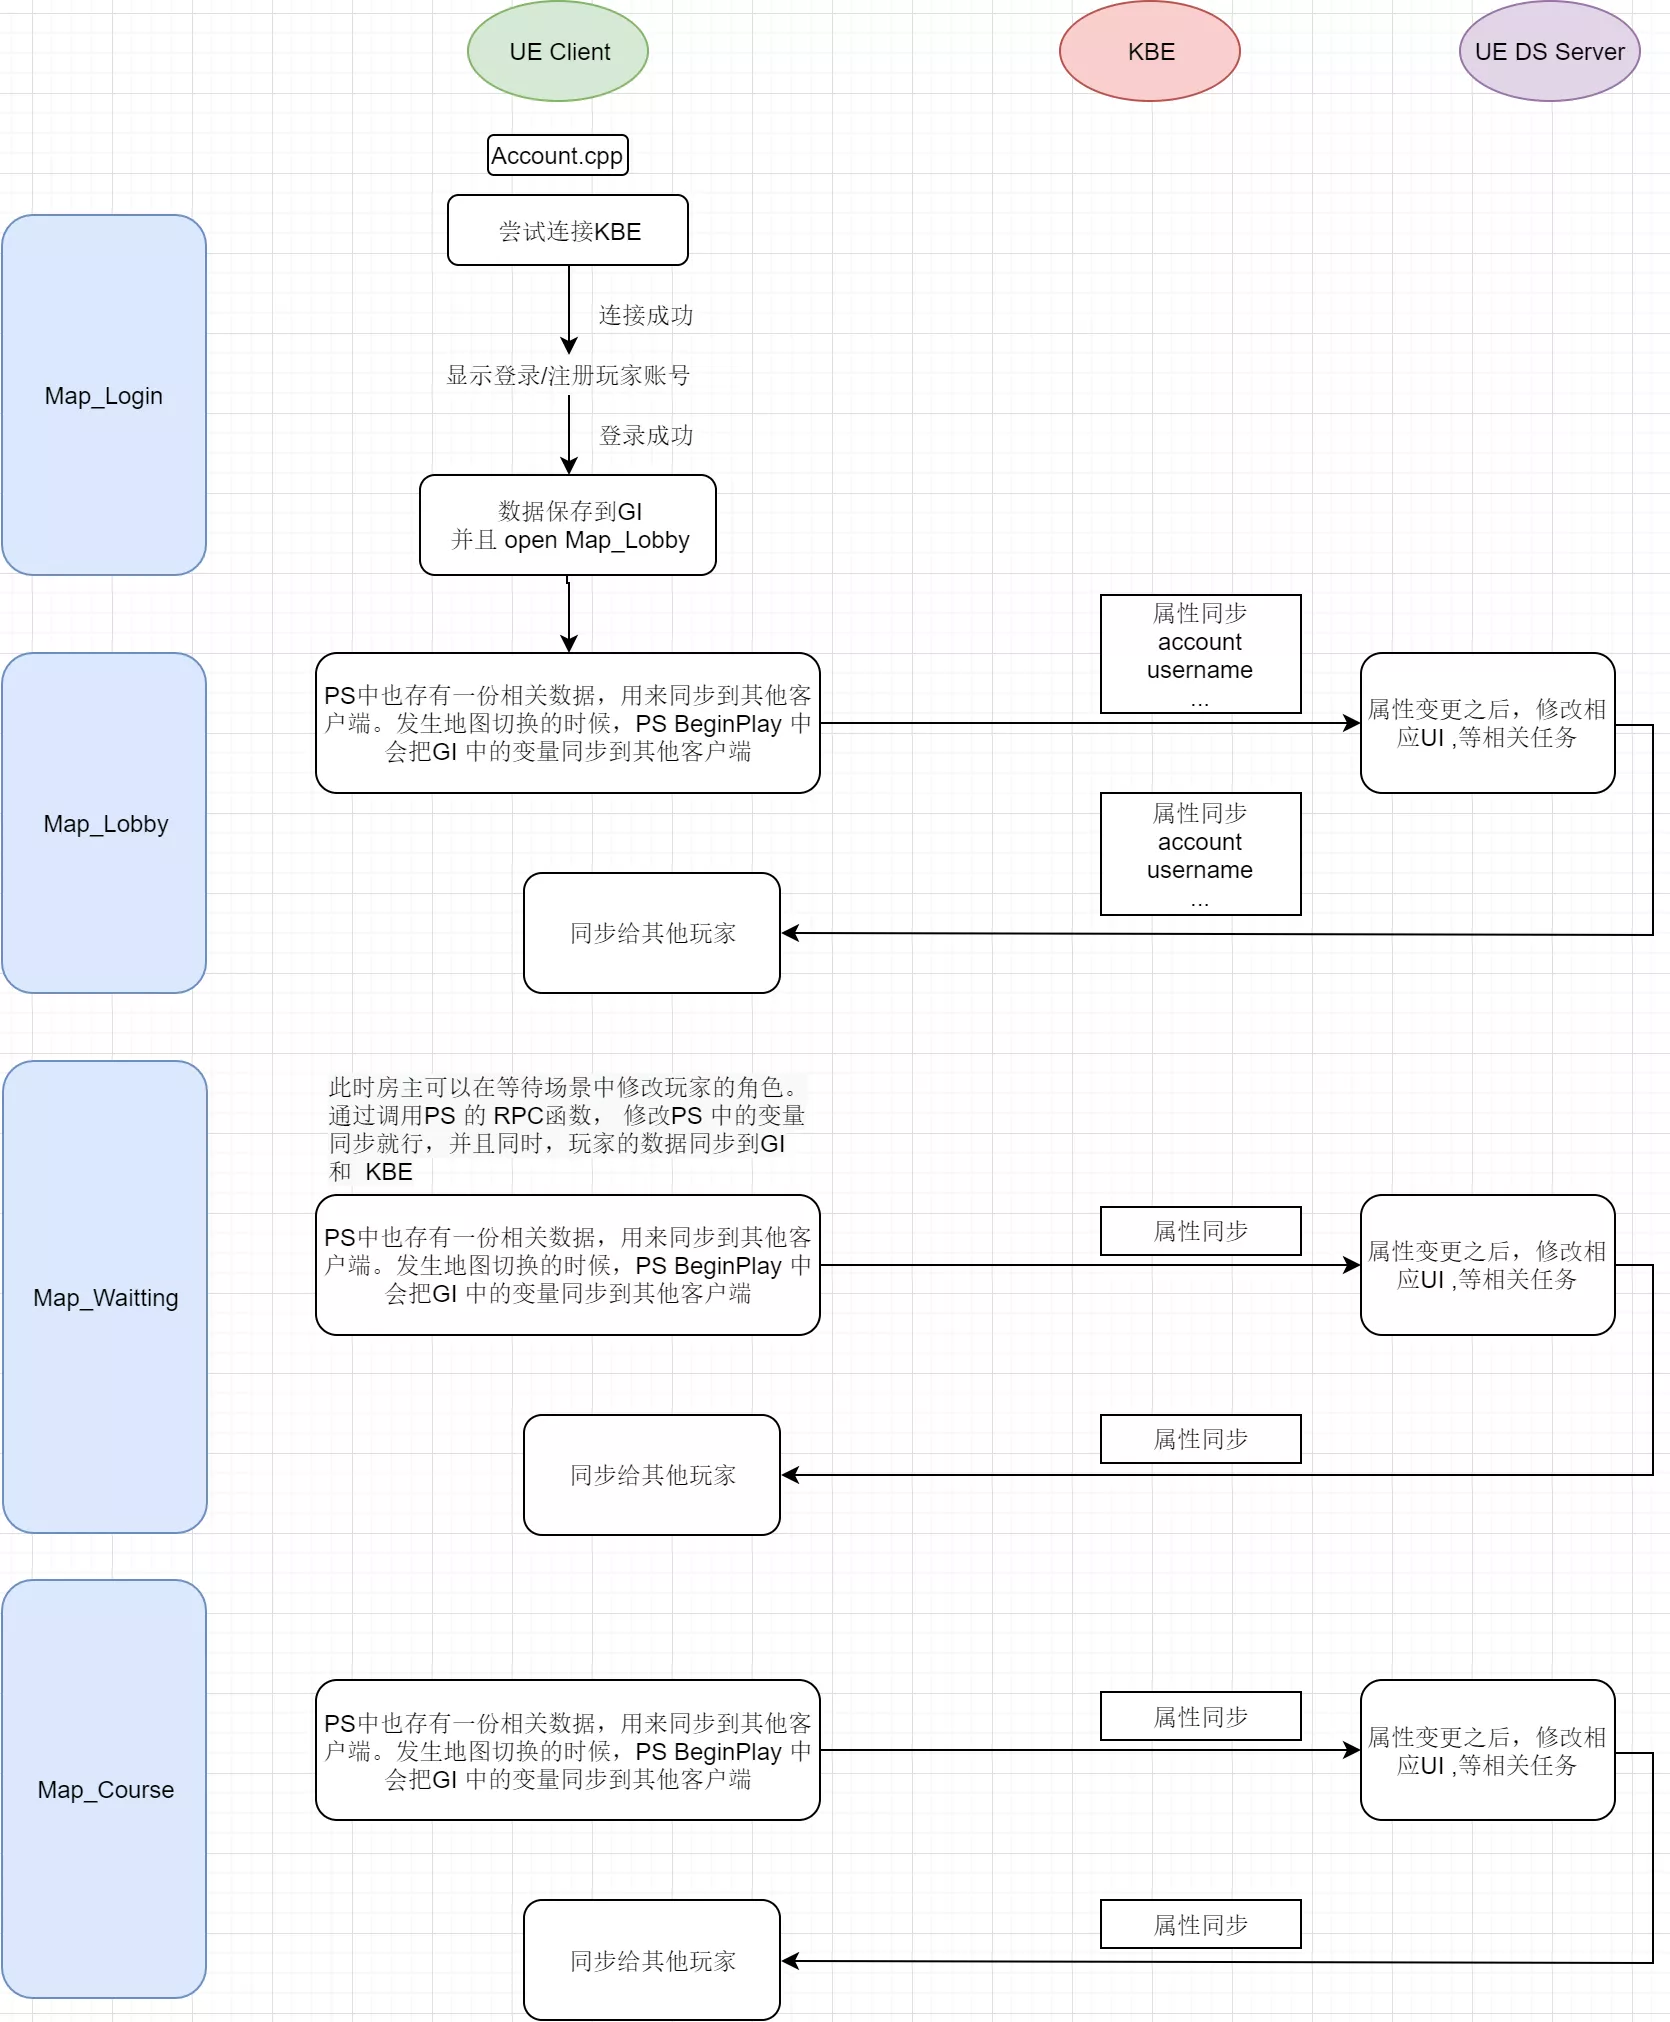 UE Client
KBE
UE DS Server
Account.cpp
尝试连接KBE
连接成功
显示登录/注册玩家账号
Map_Login
登录成功
数据保存到GI
并且 open Map_Lobby
属性同步
account
username
...
PS中也存有一份相关数据，用来同步到其他客
户端。发生地图切换的时候，PS BeginPlay 中
会把GI 中的变量同步到其他客户端
属性变更之后，修改相
应UI ,等相关任务
Map_Lobby
属性同步
account
username
...
同步给其他玩家
此时房主可以在等待场景中修改玩家的角色。
通过调用PS 的 RPC函数， 修改PS 中的变量
同步就行，并且同时，玩家的数据同步到GI
和 KBE
PS中也存有一份相关数据，用来同步到其他客
户端。发生地图切换的时候，PS BeginPlay 中
会把GI 中的变量同步到其他客户端
属性同步
属性变更之后，修改相
应UI ,等相关任务
Map_Waitting
属性同步
同步给其他玩家
PS中也存有一份相关数据，用来同步到其他客
户端。发生地图切换的时候，PS BeginPlay 中
会把GI 中的变量同步到其他客户端
属性同步
属性变更之后，修改相
应UI ,等相关任务
Map_Course
属性同步
同步给其他玩家